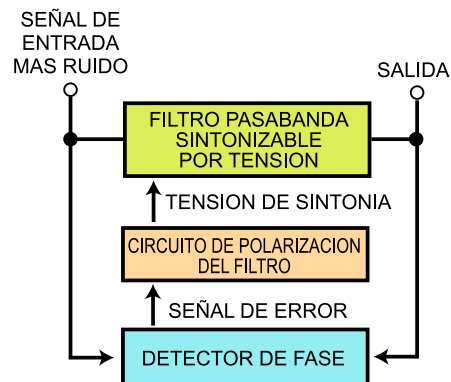 SEÑAL DE
ENTRADA
MAS RUIDO
SALIDA
FILTRO PASABANDA
SINTONIZABLE
POR TENSION
TENSION DE SINTONIA
CIRCUITO DE POLARIZACION
DEL FILTRO
SEÑAL DE ERROR
DETECTOR DE FASE